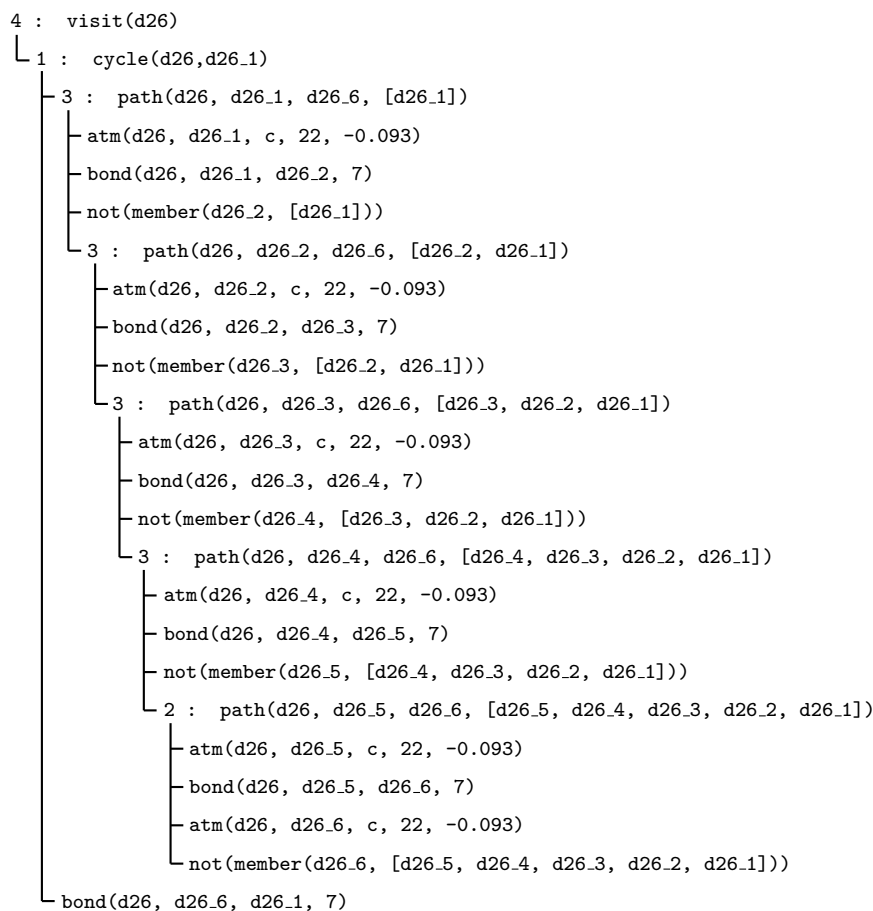 4 : visit(d26)
1 : cycle(d26,d26_1)
3 : path(d26, d26_1, d26_6, [d26_1])
atm(d26, d26_1, c, 22, -0.093)
bond(d26, d26_1, d26_2, 7)
not(member(d26_2, [d26_1]))
3 : path(d26, d26_2, d26_6, [d26_2, d26_1])
atm(d26, d26_2, c, 22, -0.093)
bond(d26, d26_2, d26_3, 7)
not(member(d26_3, [d26_2, d26_1]))
3 : path(d26, d26_3, d26_6, [d26_3, d26_2, d26_1])
atm(d26, d26_3, c, 22, -0.093)
bond(d26, d26_3, d26_4, 7)
not(member(d26_4, [d26_3, d26_2, d26_1]))
3 : path(d26, d26_4, d26_6, [d26_4, d26_3, d26_2, d26_1])
atm(d26, d26_4, c, 22, -0.093)
bond(d26, d26_4, d26_5, 7)
not(member(d26_5, [d26_4, d26_3, d26_2, d26_1]))
2 : path(d26, d26_5, d26_6, [d26_5, d26_4, d26_3, d26_2, d26_1])
atm(d26, d26_5, c, 22, -0.093)
bond(d26, d26_5, d26_6, 7)
atm(d26, d26_6, c, 22, -0.093)
not(member(d26_6, [d26_5, d26_4, d26_3, d26_2, d26_1]))
bond(d26, d26_6, d26_1, 7)